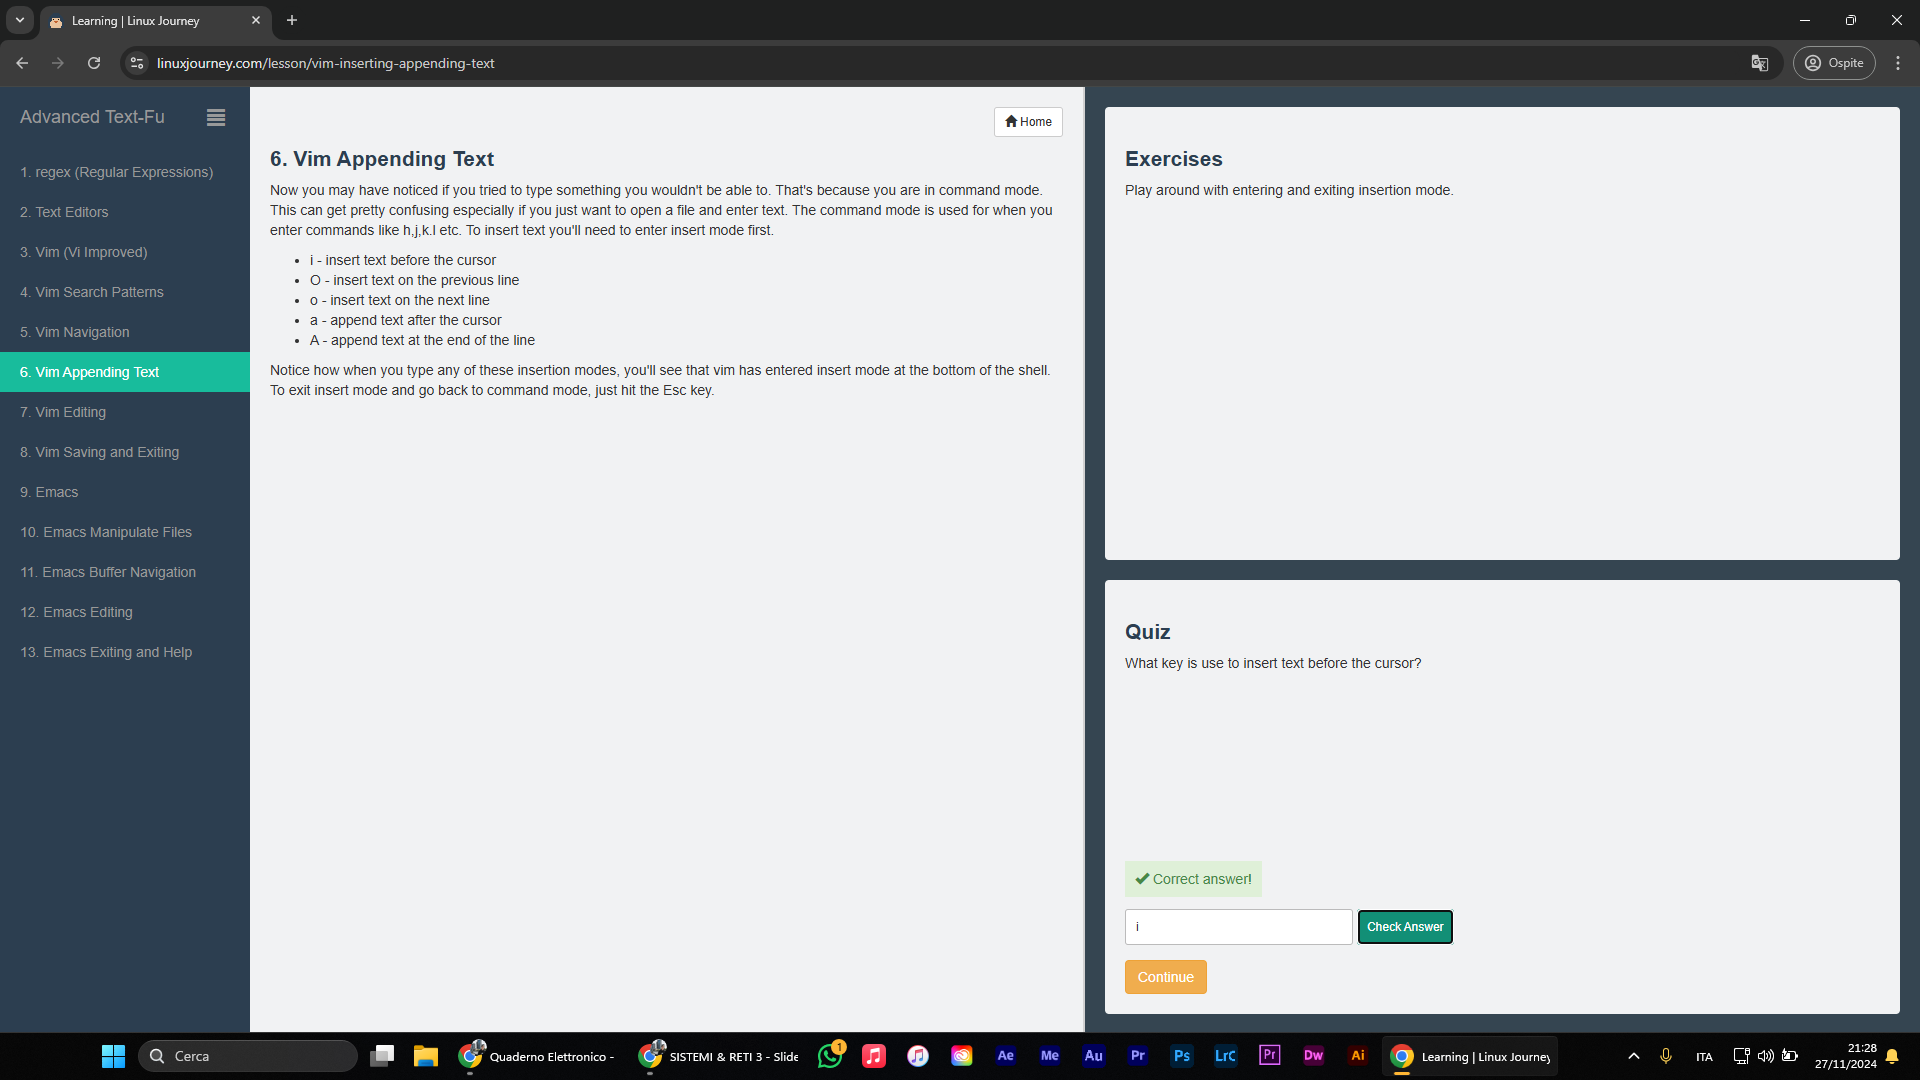 Learning | Linux Journey
linuxjourney.com/lesson/vim-inserting-appending-text
Ospite
Advanced Text-Fu
1. regex (Regular Expressions)
2. Text Editors
3. Vim (Vi Improved)
4. Vim Search Patterns
5. Vim Navigation
6. Vim Appending Text
7. Vim Editing
8. Vim Saving and Exiting
9. Emacs
10. Emacs Manipulate Files
11. Emacs Buffer Navigation
12. Emacs Editing
13. Emacs Exiting and Help
Home
6. Vim Appending Text
Now you may have noticed if you tried to type something you wouldn't be able to. That's because you are in command mode.
This can get pretty confusing especially if you just want to open a file and enter text. The command mode is used for when you
enter commands like h,j,k.l etc. To insert text you'll need to enter insert mode first.
• i - insert text before the cursor
• O - insert text on the previous line
• o - insert text on the next line
• a - append text after the cursor
• A - append text at the end of the line
Notice how when you type any of these insertion modes, you'll see that vim has entered insert mode at the bottom of the shell.
To exit insert mode and go back to command mode, just hit the Esc key.
Exercises
Play around with entering and exiting insertion mode.
Quiz
What key is use to insert text before the cursor?
Correct answer!
i
Check Answer
Continue
Cerca
Quaderno Elettronico -
SISTEMI & RETI 3 - Slide
1
Ae
Me
Au
Pr
Ps
LrC
Pr
Dw
Ai
Learning | Linux Journey
ITA
21:28
27/11/2024